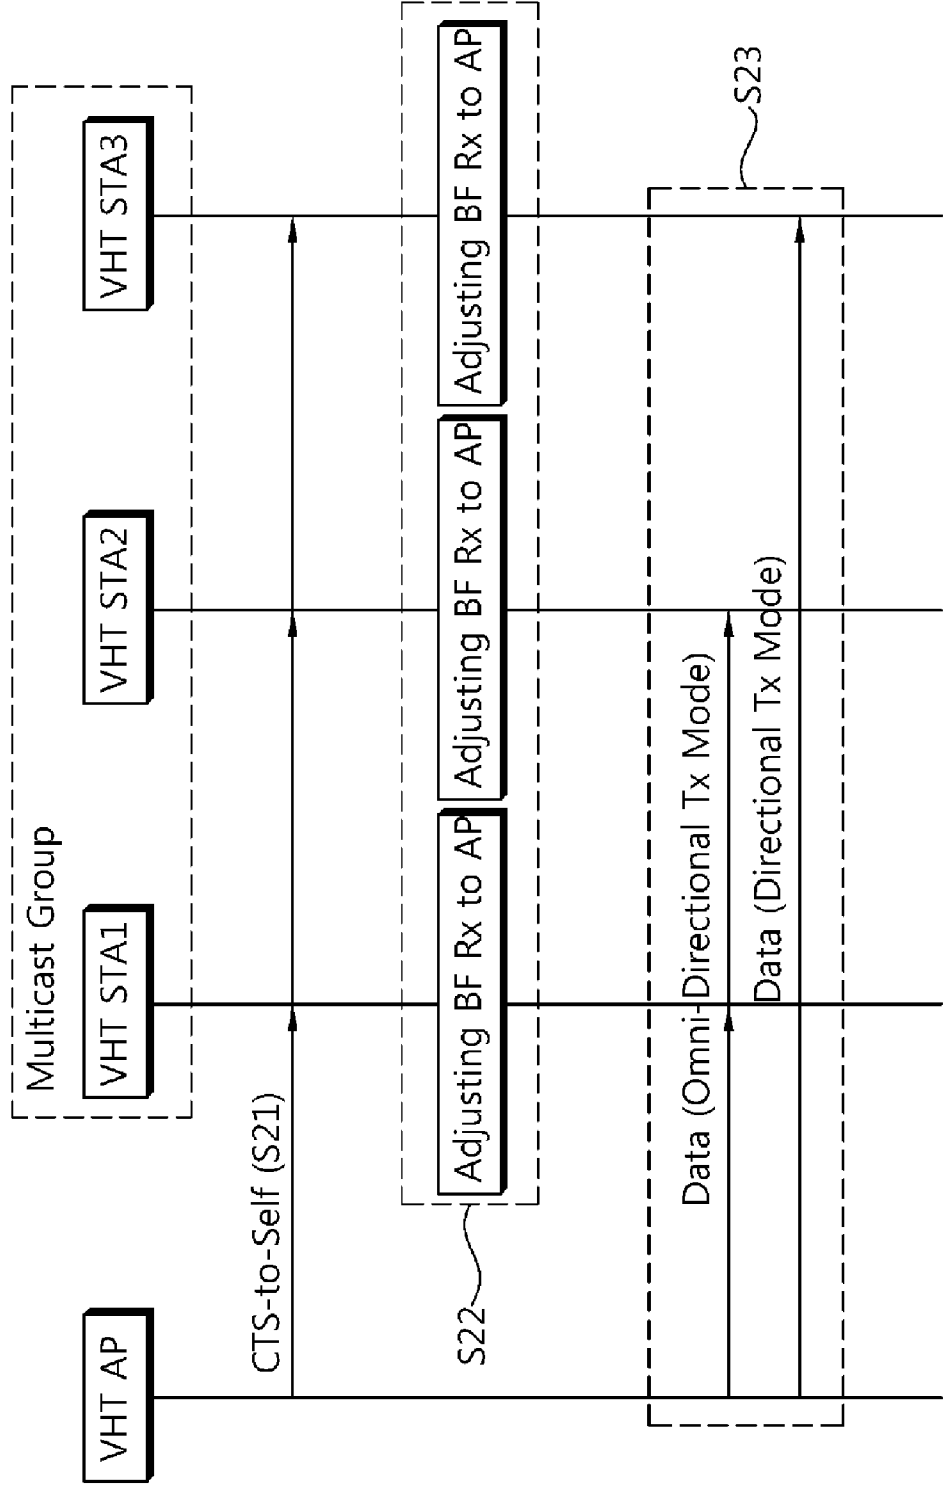 Multicast Group
VHT AP
VHT STA1
VHT STA2
VHT STA3
CTS-to-Self (S21)
S22
Adjusting BF Rx to AP
Adjusting BF Rx to AP
Adjusting BF Rx to AP
Data (Omni-Directional Tx Mode)
Data (Directional Tx Mode)
S23